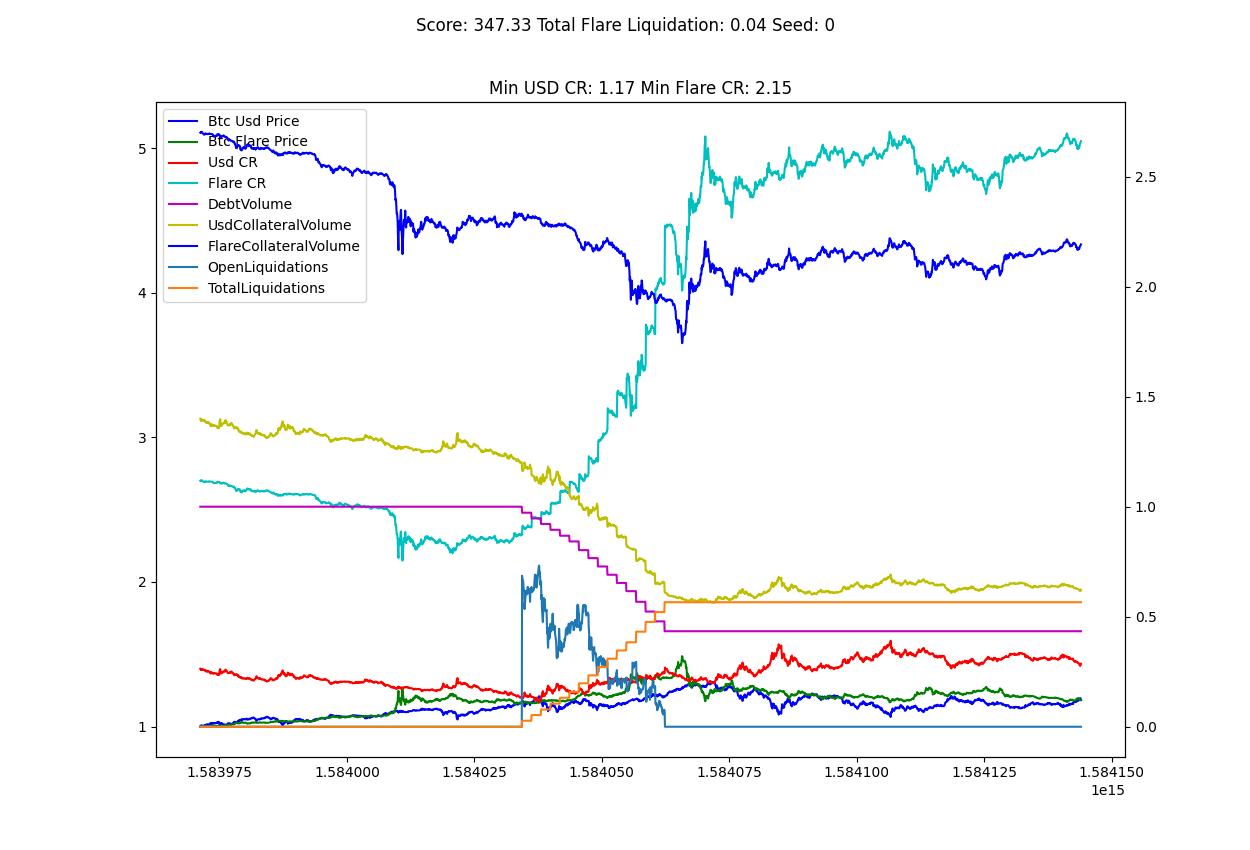 Score: 347.33 Total Flare Liquidation: 0.04 Seed: 0
Min USD CR: 1.17 Min Flare CR: 2.15
Btc Usd Price
Btc Flare Price
Usd CR
Flare CR
DebtVolume
UsdCollateralVolume
FlareCollateralVolume
OpenLiquidations
TotalLiquidations
5
4
3
2
1
2.5
2.0
1.5
1.0
0.5
0.0
1.583975 1.584000 1.584025 1.584050 1.584075 1.584100 1.584125 1.584150
1e15